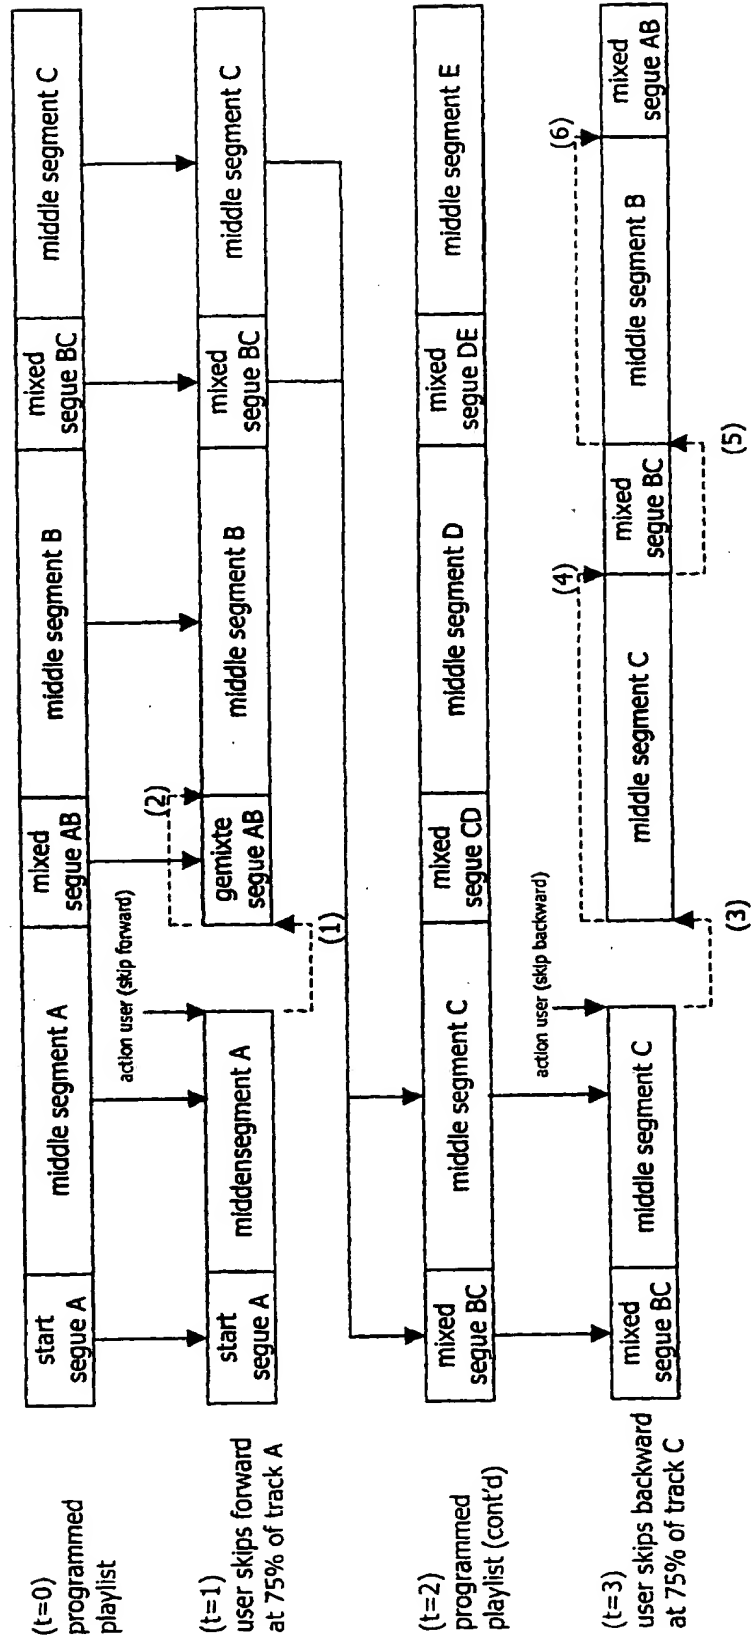 (t=0)
programmed
playlist
start
segue A
middle segment A
mixed
segue AB
middle segment B
mixed
segue BC
middle segment C
action user (skip forward)
(t=1)
user skips forward
at 75% of track A
start
segue A
middensegment A
(1)
gemixte
segue AB
(2)
middle segment B
mixed
segue BC
middle segment C
(t=2)
programmed
playlist (cont'd)
mixed
segue BC
middle segment C
mixed
segue CD
middle segment D
mixed
segue DE
middle segment E
action user (skip backward)
(t=3)
user skips backward
at 75% of track C
mixed
segue BC
middle segment C
(3)
middle segment C
(4)
mixed
segue BC
(5)
middle segment B
(6)
mixed
segue AB